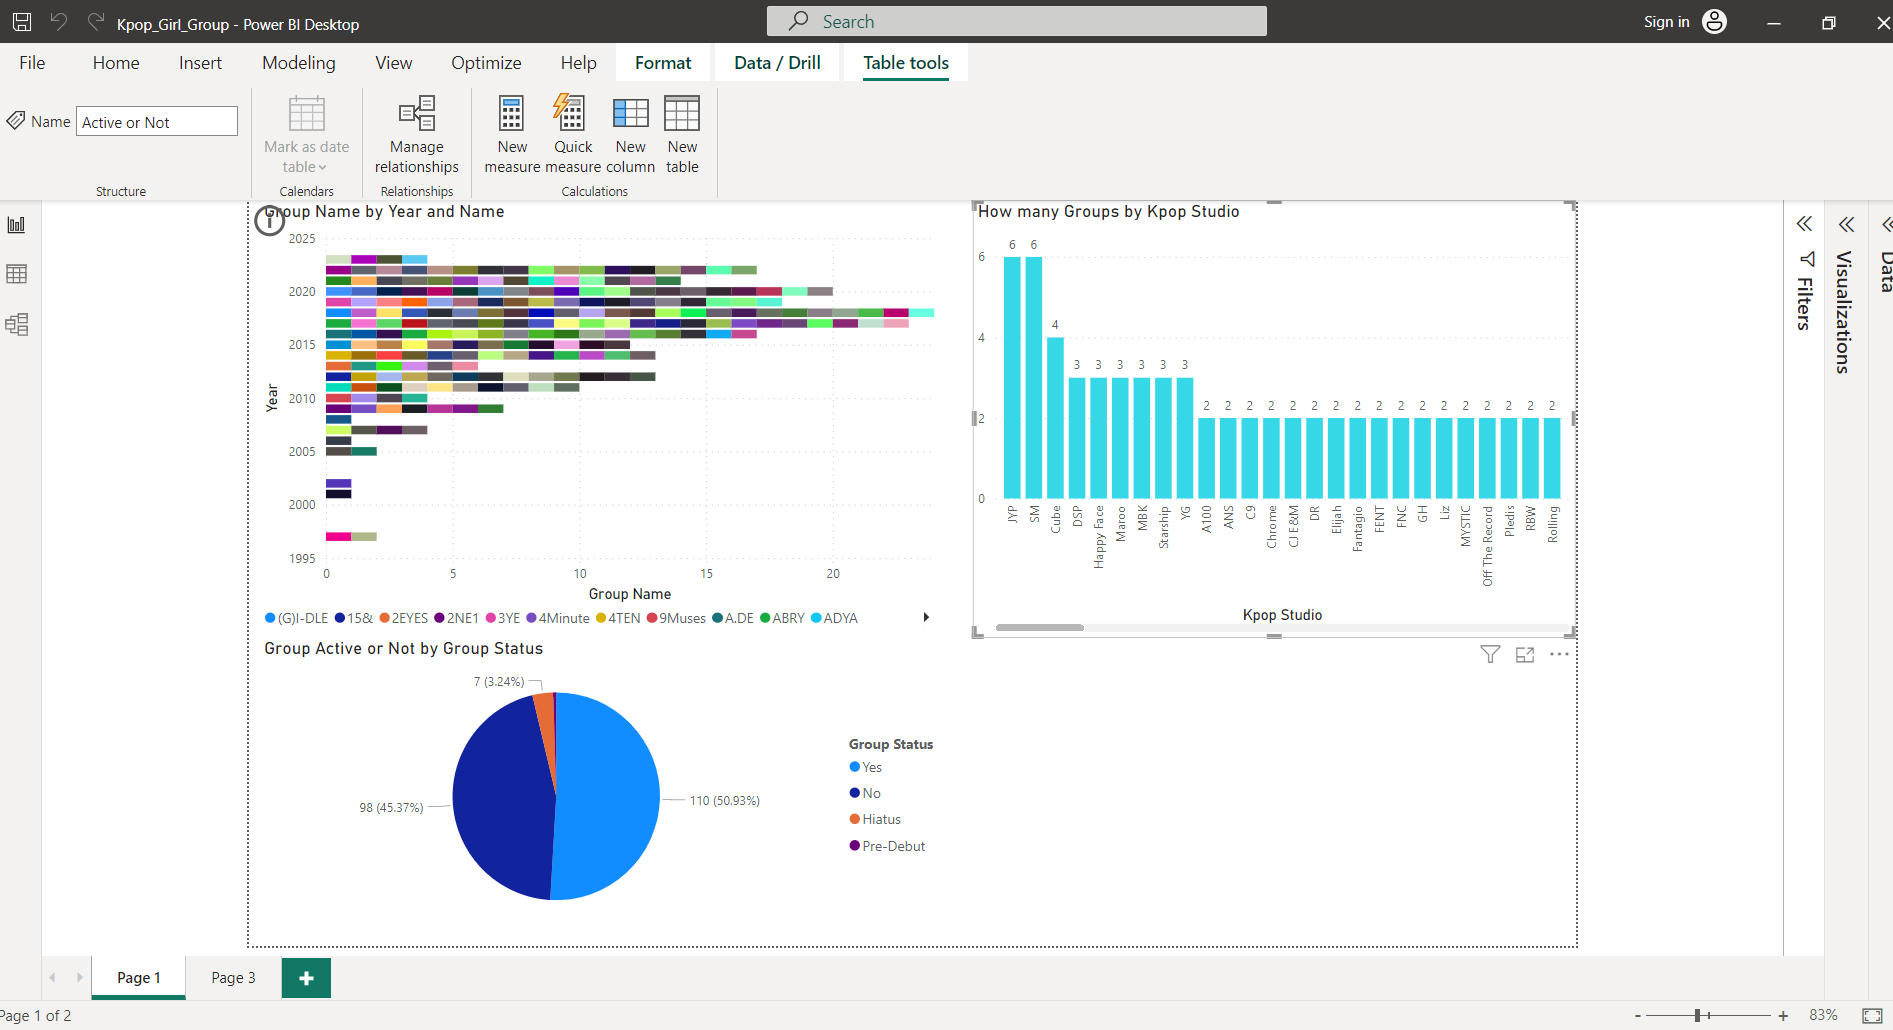 Kpop_Girl_Group - Power BI Desktop
Search
Sign in
File Home Insert Modeling View Optimize Help Format Data / Drill Table tools
Name Active or Not
Mark as date table
Manage relationships
New measure
Quick measure
New column
New table
Structure Calendars Relationships Calculations
Group Name by Year and Name
2025
2020
2015
2010
2005
2000
1995
Year
0 5 10 15 20
Group Name
(G)I-DLE 15& 2EYES 2NE1 3YE 4Minute 4TEN 9Muses A.DE ABRY ADYA
How many Groups by Kpop Studio
6
4
2
0
6 6 4 3 3 3 3 3 3 2 2 2 2 2 2 2 2 2 2 2 2 2 2 2 2 2
JYP SM Cube DSP Happy Face Maroo MBK Starship YG A100 ANS C9 Chrome CJ E&M DR Elijah Fantagio FENT FNC GH Liz MYSTIC Off The Record Pledis RBW Rolling
Kpop Studio
Group Active or Not by Group Status
7 (3.24%)
98 (45.37%)
110 (50.93%)
Group Status
Yes
No
Hiatus
Pre-Debut
Filters
Visualizations
Data
Page 1 Page 3 +
Page 1 of 2
- + 83%